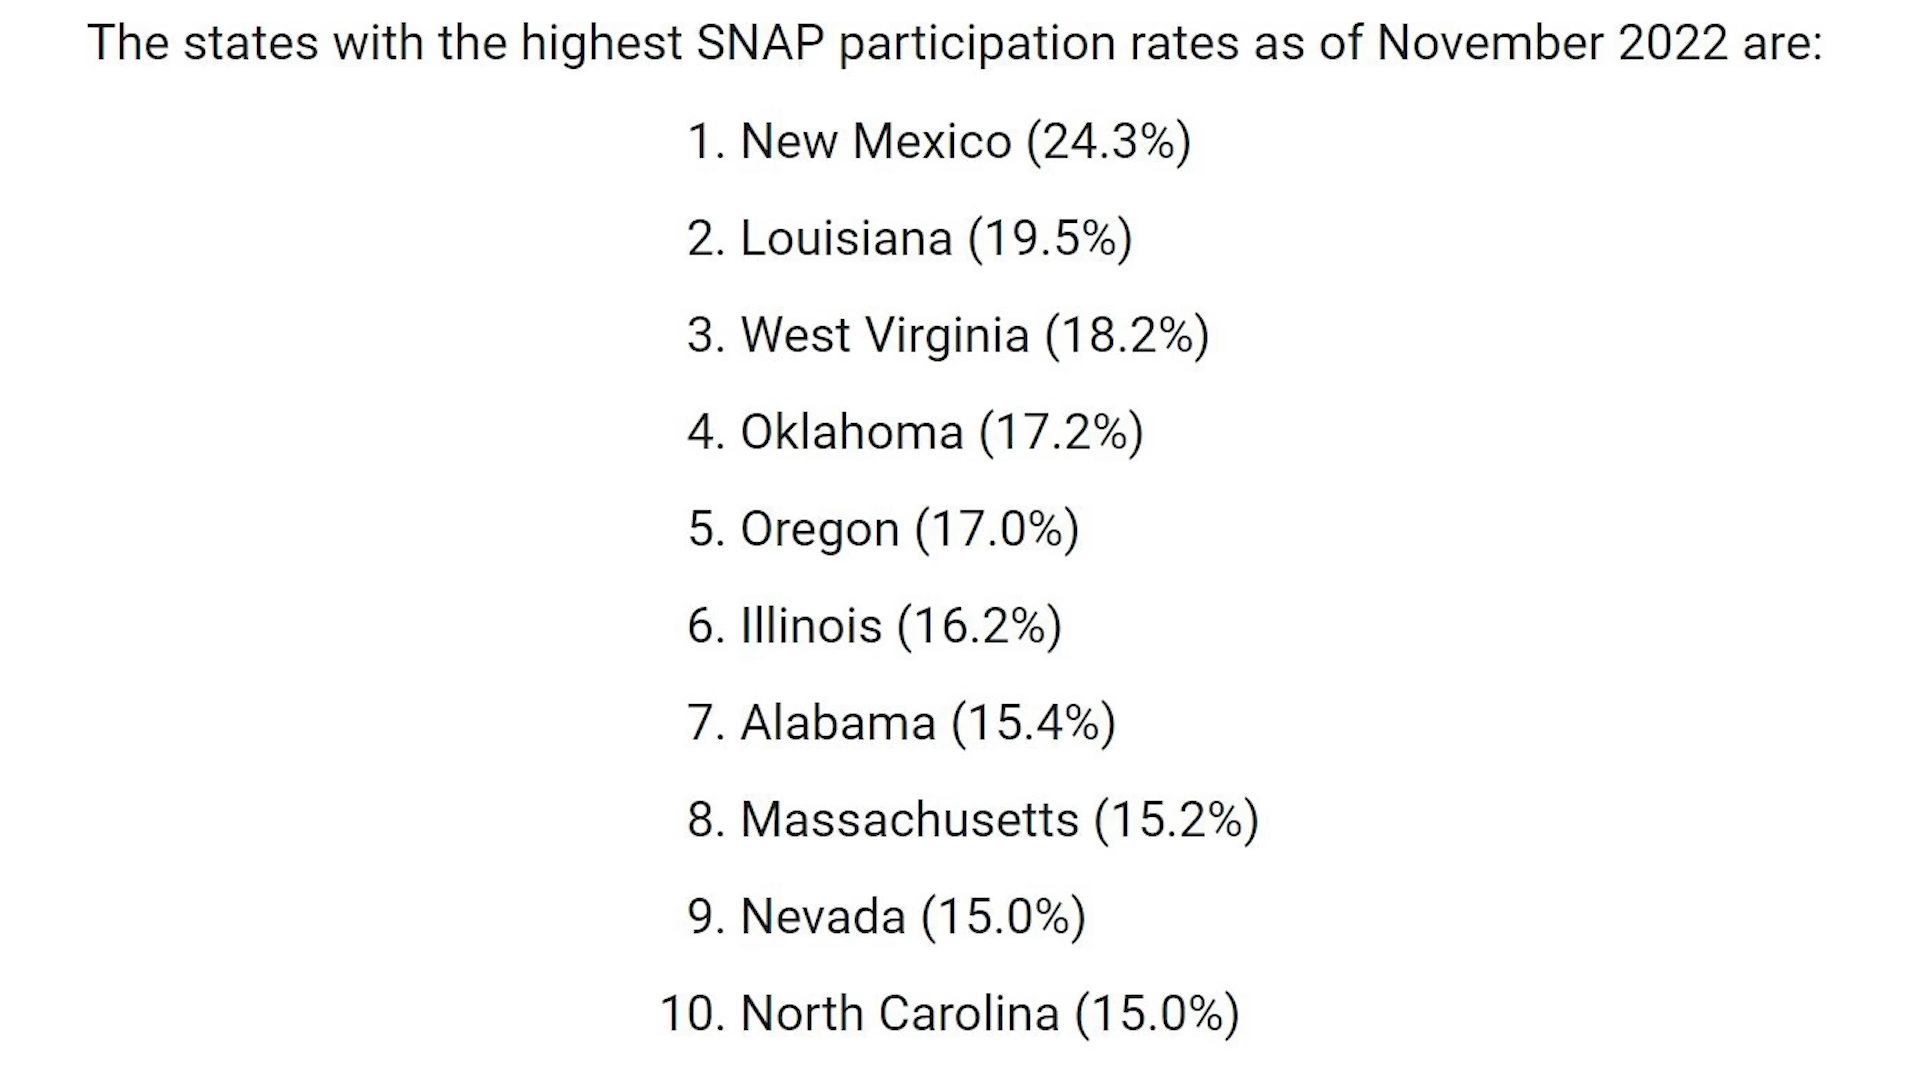 The states with the highest SNAP participation rates as of November 2022 are:
1. New Mexico (24.3%)
2. Louisiana (19.5%)
3. West Virginia (18.2%)
4. Oklahoma (17.2%)
5. Oregon (17.0%)
6. Illinois (16.2%)
7. Alabama (15.4%)
8. Massachusetts (15.2%)
9. Nevada (15.0%)
10. North Carolina (15.0%)